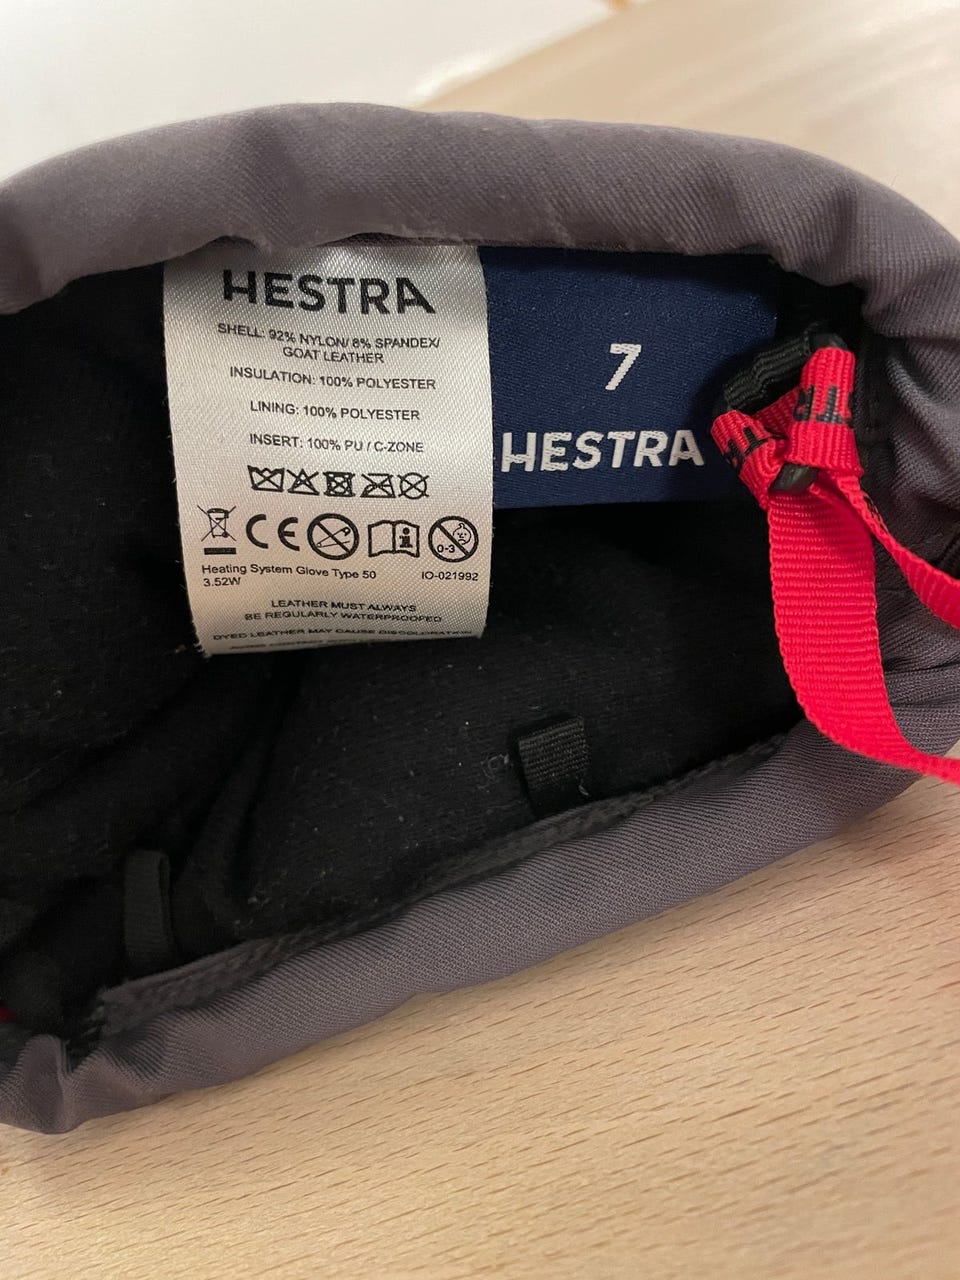 HESTRA
SHELL: 92% NYLON/ 8% SPANDEX/
GOAT LEATHER
INSULATION: 100% POLYESTER
LINING: 100% POLYESTER
INSERT: 100% PU / C-ZONE
CE
0-3
Heating System Glove Type 50 IO-021992
3.52W
LEATHER MUST ALWAYS
BE REGULARLY WATERPROOFED
DYED LEATHER MAY CAUSE DISCOLORATION
7
HESTRA